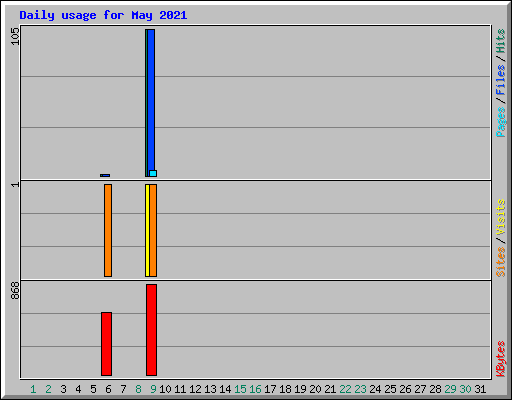 Daily usage for May 2021
105
1
868
Pages/Files/Hits
Sites/Visits
KBytes
1 2 3 4 5 6 7 8 9 10 11 12 13 14 15 16 17 18 19 20 21 22 23 24 25 26 27 28 29 30 31